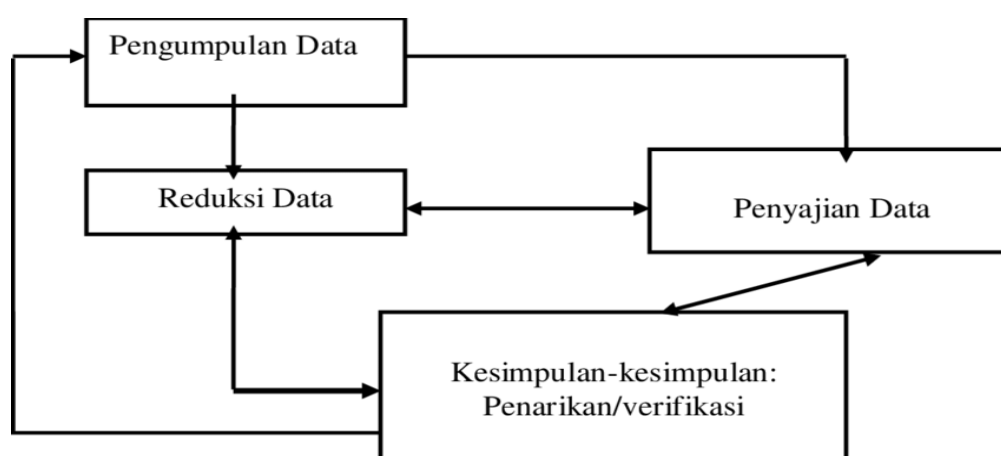 Pengumpulan Data
Reduksi Data
Penyajian Data
Kesimpulan-kesimpulan:
Penarikan/verifikasi